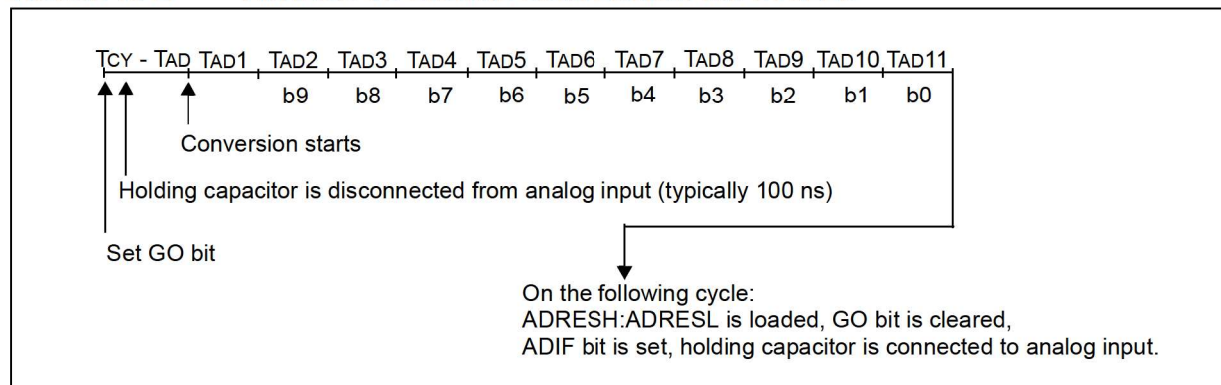 TCY - TAD TAD1 TAD2 TAD3 TAD4 TAD5 TAD6 TAD7 TAD8 TAD9 TAD10 TAD11
b9 b8 b7 b6 b5 b4 b3 b2 b1 b0
Conversion starts
Holding capacitor is disconnected from analog input (typically 100 ns)
Set GO bit
On the following cycle:
ADRESH:ADRESL is loaded, GO bit is cleared,
ADIF bit is set, holding capacitor is connected to analog input.